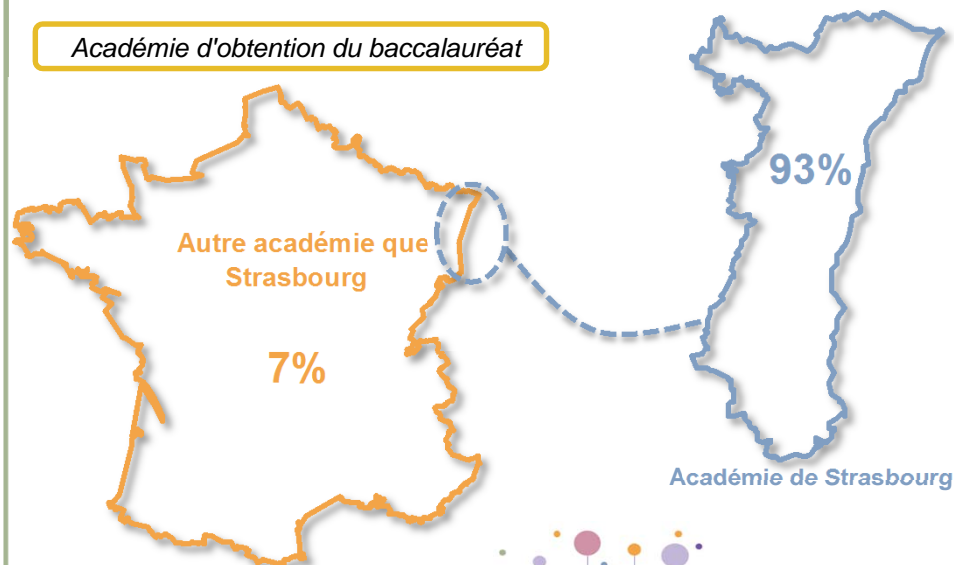 Académie d'obtention du baccalauréat
93%
Autre académie que
Strasbourg
7%
Académie de Strasbourg